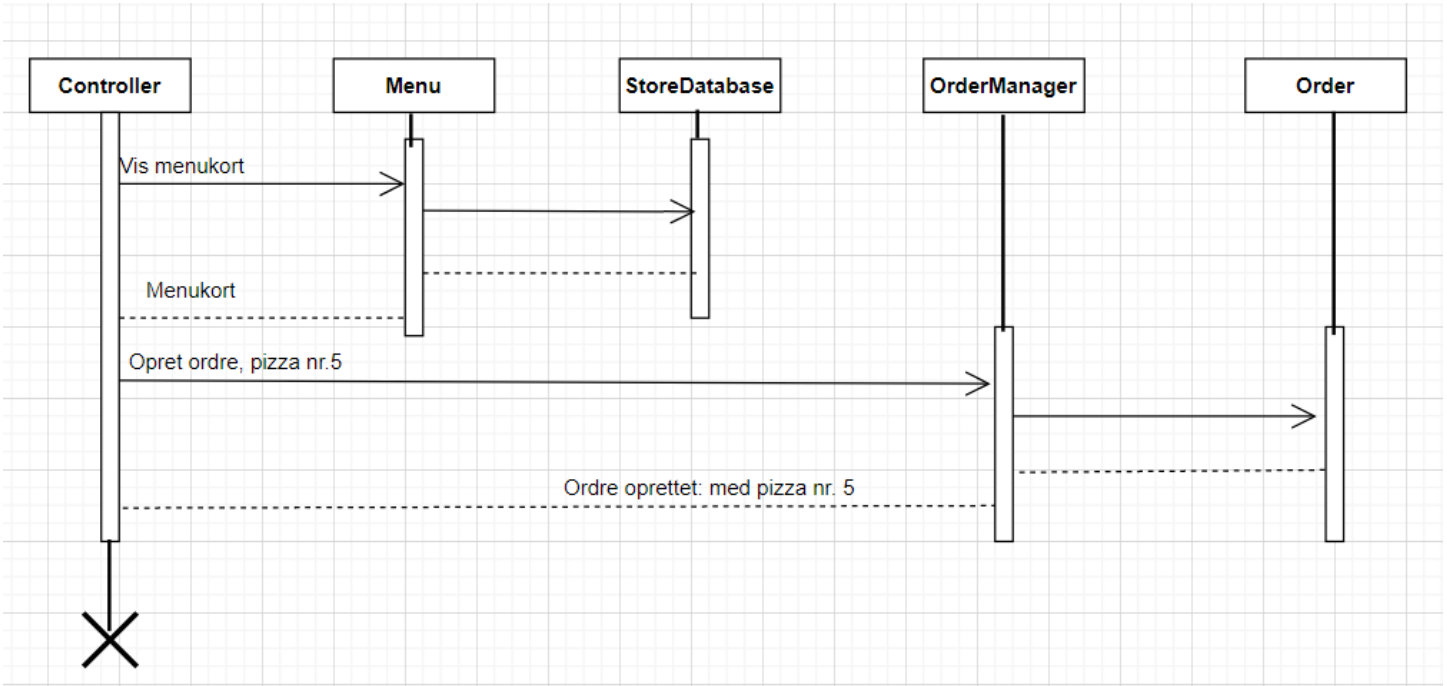 Controller
Menu
StoreDatabase
OrderManager
Order
Vis menukort
Menukort
Opret ordre, pizza nr.5
Ordre oprettet: med pizza nr. 5